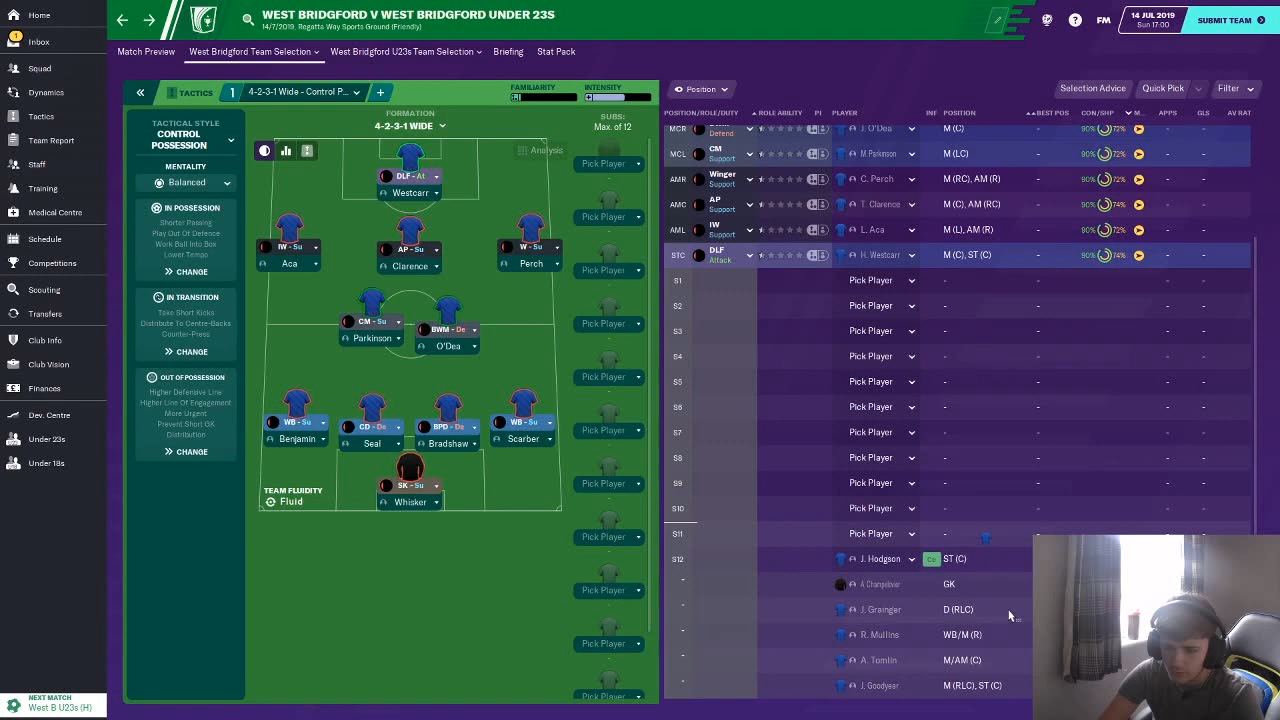 WEST BRIDGFORD V WEST BRIDGFORD UNDER 23S
14/7/2019, Regatta Way Sports Ground (Friendly)
FM
14 JUL 2019
Sun 17:00
SUBMIT TEAM
Match Preview
West Bridgford Team Selection
West Bridgford U23s Team Selection
Briefing
Stat Pack
1
Inbox
Squad
Dynamics
Tactics
Team Report
Staff
Training
Medical Centre
Schedule
Competitions
Scouting
Transfers
Club Info
Club Vision
Finances
Dev. Centre
Under 23s
Under 18s
NEXT MATCH
West B U23s (H)
TACTICS
1
4-2-3-1 Wide - Control P...
FAMILIARITY
INTENSITY
TACTICAL STYLE
CONTROL
POSSESSION
MENTALITY
Balanced
IN POSSESSION
Shorter Passing
Play Out Of Defence
Work Ball Into Box
Lower Tempo
CHANGE
IN TRANSITION
Take Short Kicks
Distribute To Centre-Backs
Counter-Press
CHANGE
OUT OF POSSESSION
Higher Defensive Line
Higher Line Of Engagement
More Urgent
Prevent Short GK
Distribution
CHANGE
FORMATION
4-2-3-1 WIDE
Analysis
DLF - At
Westcarr
IW - Su
Aca
AP - Su
Clarence
W - Su
Perch
CM - Su
Parkinson
BWM - De
O'Dea
WB - Su
Benjamin
CD - De
Seal
BPD - De
Bradshaw
WB - Su
Scarber
SK - Su
Whisker
TEAM FLUIDITY
Fluid
SUBS:
Max. of 12
Pick Player
-
Pick Player
-
Pick Player
-
Pick Player
-
Pick Player
-
Pick Player
-
Pick Player
-
Pick Player
-
Pick Player
-
Pick Player
-
Pick Player
Position
Selection Advice
Quick Pick
Filter
POSITION/ROLE/DUTY ROLE ABILITY PI PLAYER INF POSITION BEST POS CON/SHP M... APPS GLS AV RAT
MCR Defend J. O'Dea M (C) - 90% 72% - -
MCL CM Support M. Parkinson M (LC) - 90% 72% - -
AMR Winger Support C. Perch M (RC), AM (R) - 90% 72% - -
AMC AP Support T. Clarence M (C), AM (RC) - 90% 74% - -
AML IW Support L. Aca M (L), AM (R) - 90% 72% - -
STC DLF Attack H. Westcarr M (C), ST (C) - 90% 74% - -
S1 Pick Player - - - -
S2 Pick Player - - - -
S3 Pick Player - - - -
S4 Pick Player - - - -
S5 Pick Player - - - -
S6 Pick Player - - - -
S7 Pick Player - - - -
S8 Pick Player - - - -
S9 Pick Player - - - -
S10 Pick Player - - - -
S11 Pick Player - - - -
S12 J. Hodgson Co ST (C)
- GK
- J. Grainger D (RLC)
- R. Mullins WB/M (R)
- A. Tomlin M/AM (C)
- J. Goodyear M (RLC), ST (C)